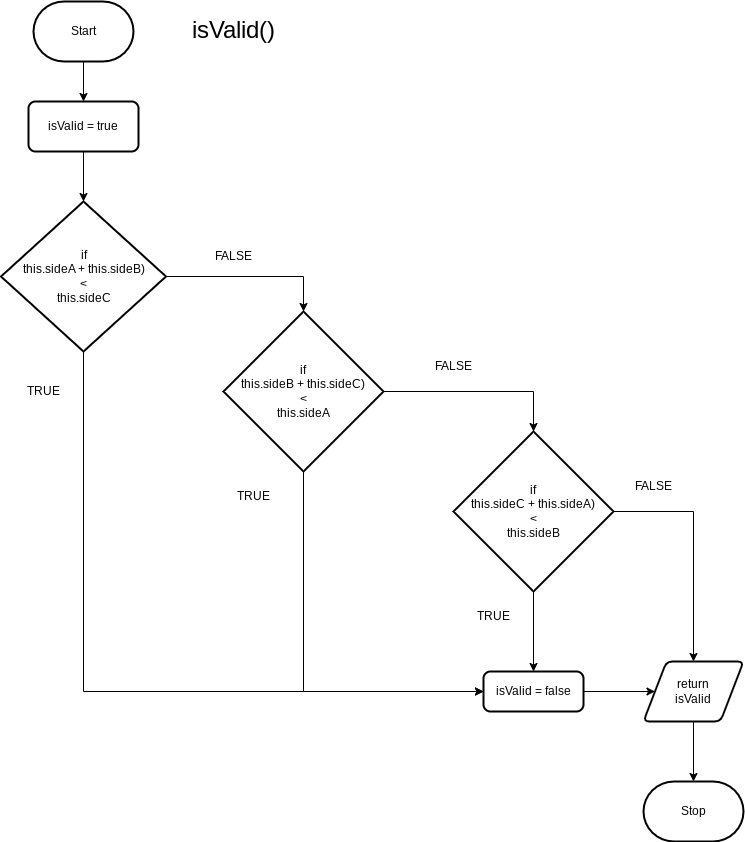 Start
isValid()
isValid = true
if
this.sideA + this.sideB)
<
this.sideC
FALSE
TRUE
if
this.sideB + this.sideC)
<
this.sideA
FALSE
TRUE
if
this.sideC + this.sideA)
<
this.sideB
FALSE
TRUE
isValid = false
return
isValid
Stop